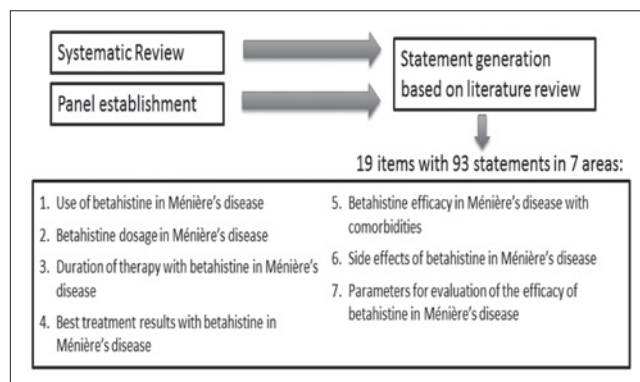 Systematic Review
Panel establishment
Statement generation
based on literature review
19 items with 93 statements in 7 areas:
1. Use of betahistine in Ménière's disease
2. Betahistine dosage in Ménière's disease
3. Duration of therapy with betahistine in Ménière's
disease
4. Best treatment results with betahistine in
Ménière's disease
5. Betahistine efficacy in Ménière's disease with
comorbidities
6. Side effects of betahistine in Ménière's disease
7. Parameters for evaluation of the efficacy of
betahistine in Ménière's disease